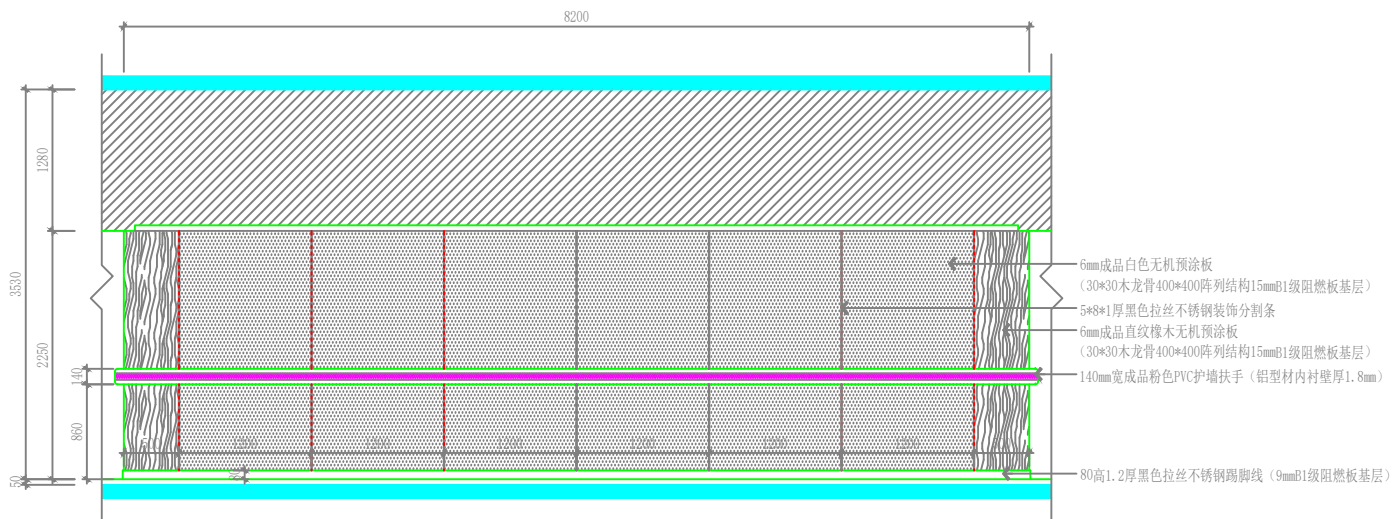 8200
1280
3530
2250
140
860
50
6mm成品白色无机预涂板
（30*30木龙骨400*400阵列结构15mmB1级阻燃板基层）
5*8*1厚黑色拉丝不锈钢装饰分割条
6mm成品直纹橡木无机预涂板
（30*30木龙骨400*400阵列结构15mmB1级阻燃板基层）
140mm宽成品粉色PVC护墙扶手（铝型材内衬壁厚1.8mm）
500 1200 1200 1200 1200 1200 1200
80
80高1.2厚黑色拉丝不锈钢踢脚线（9mmB1级阻燃板基层）